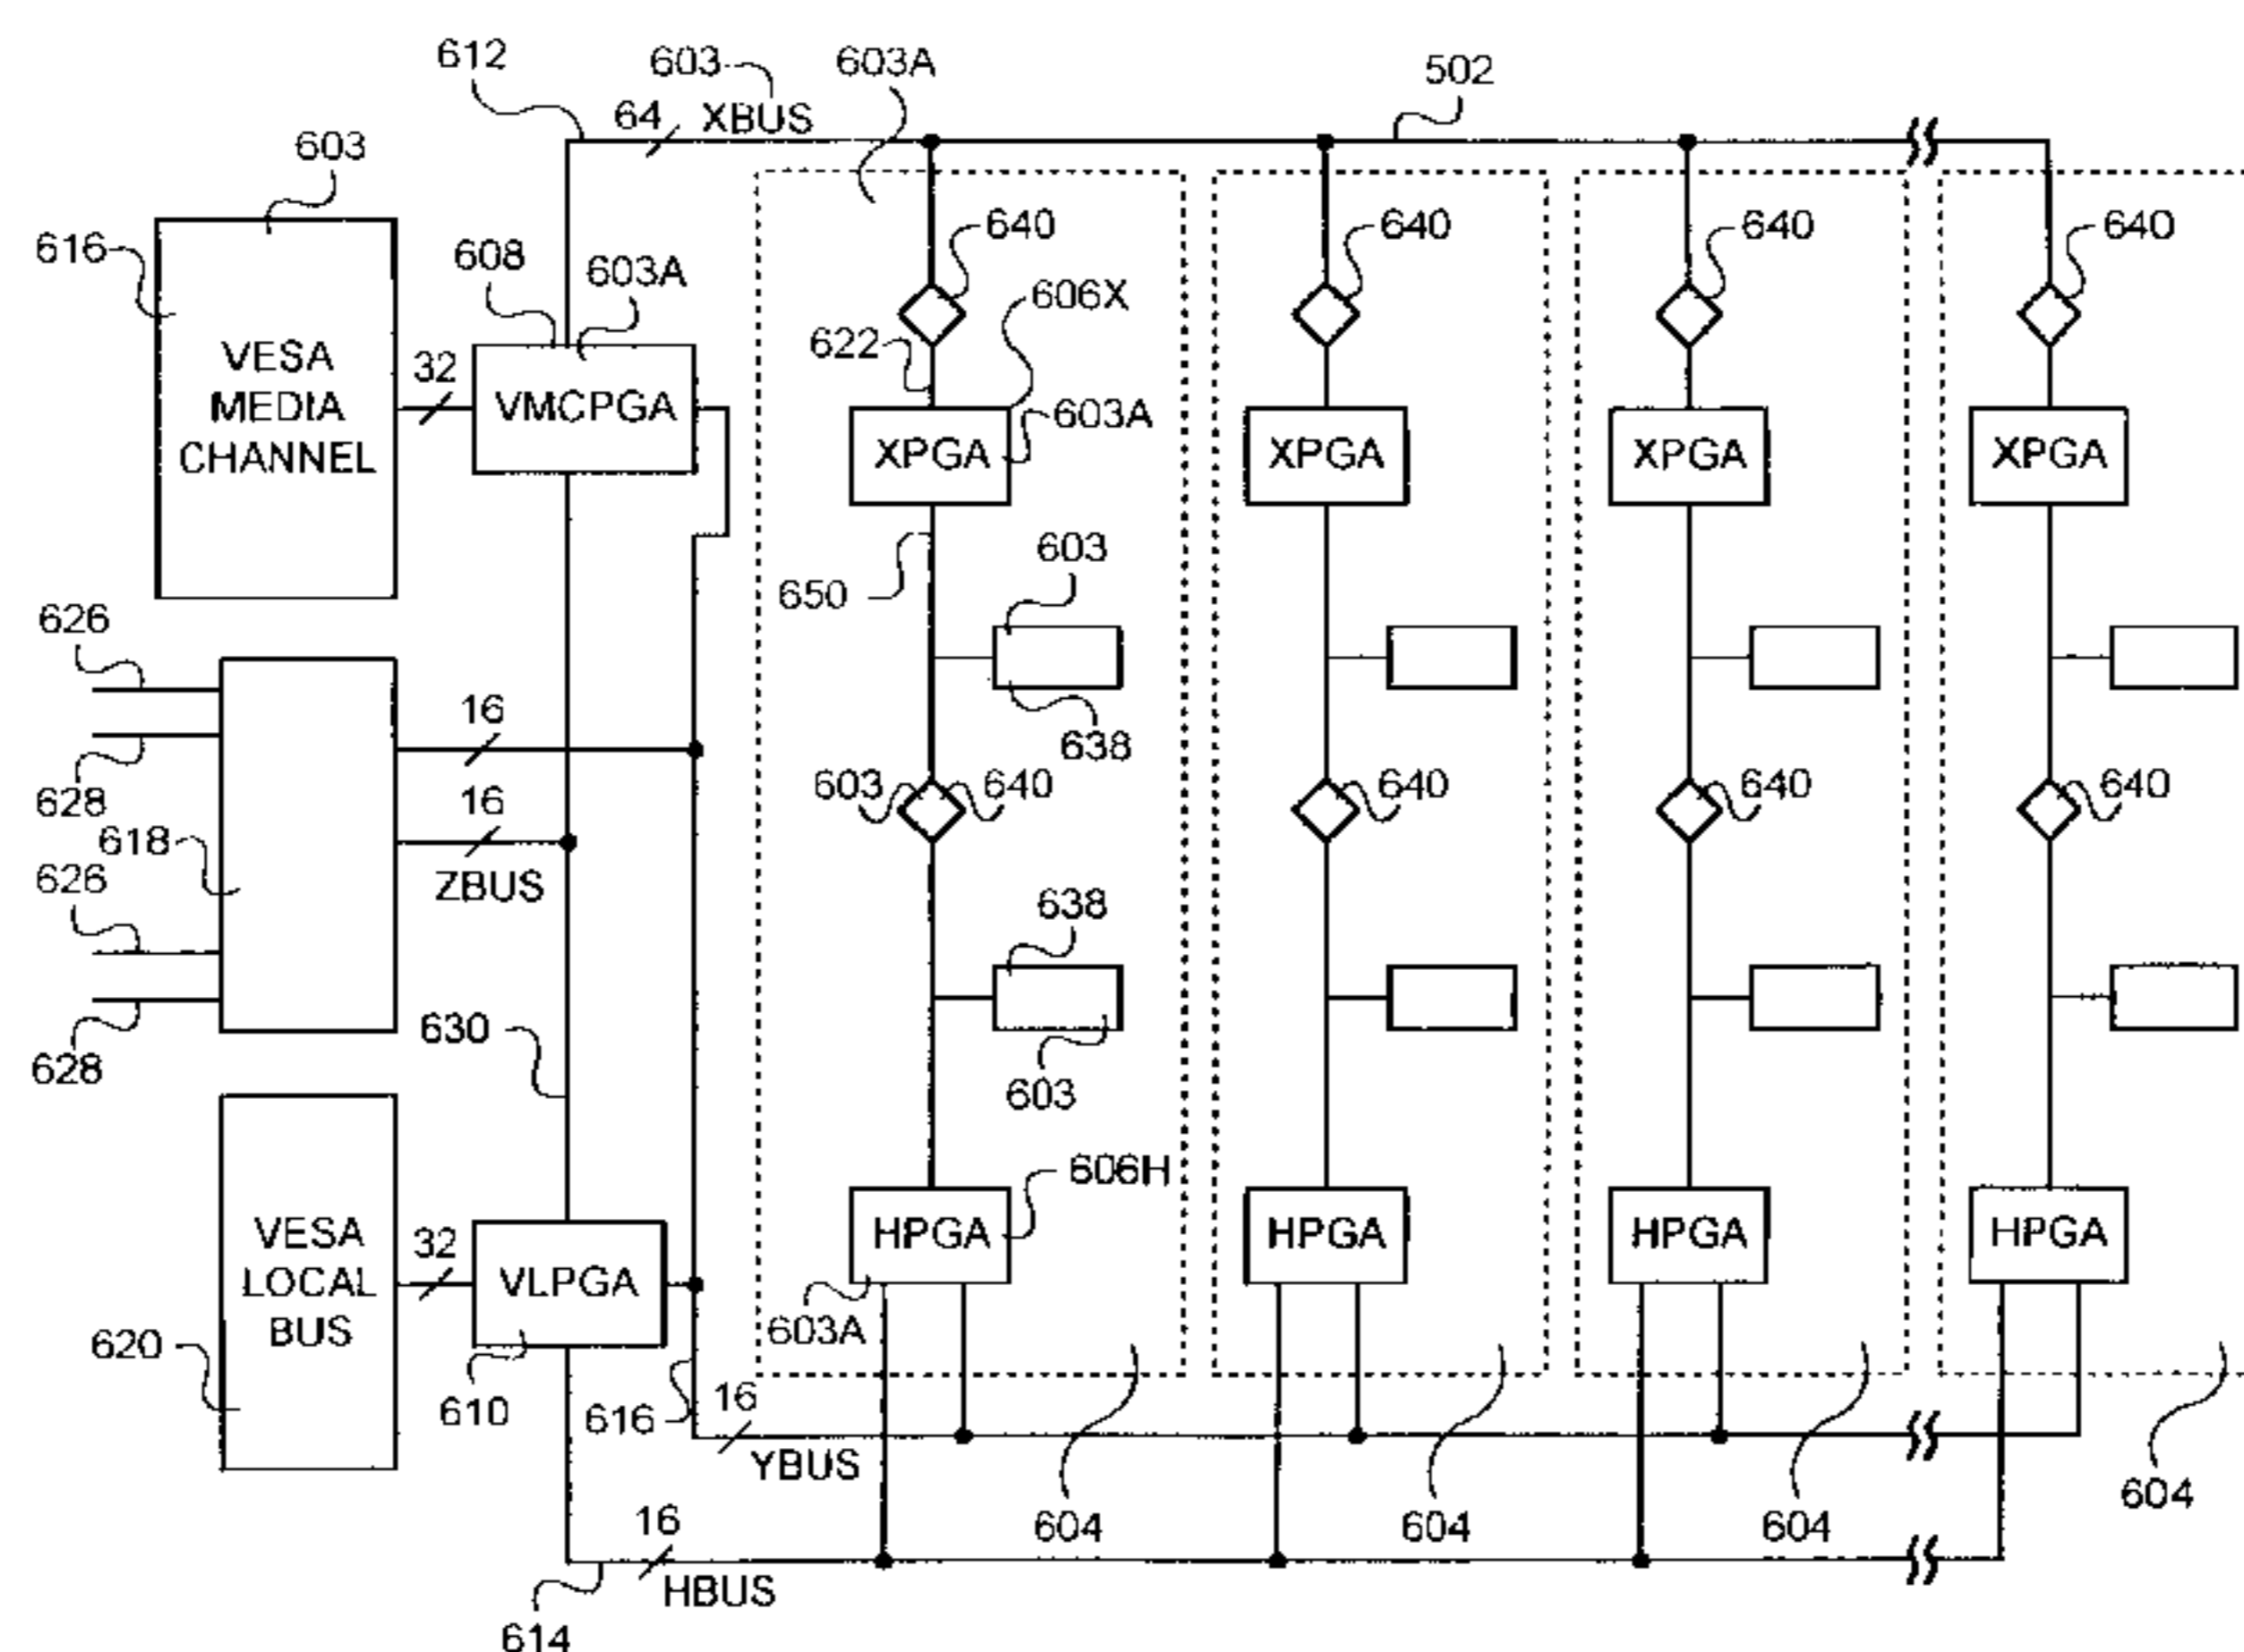 612
603
603A
502
64
XBUS
603
616
608
603A
640
640
640
640
606X
622
VESA
MEDIA
CHANNEL
32
VMCPGA
603A
XPGA
XPGA
XPGA
XPGA
650
603
626
16
638
628
603
640
640
640
640
16
618
626
ZBUS
638
630
628
603
606H
VESA
LOCAL
BUS
32
VLPGA
HPGA
HPGA
HPGA
HPGA
620
603A
610
616
16
YBUS
604
604
604
604
16
HBUS
614